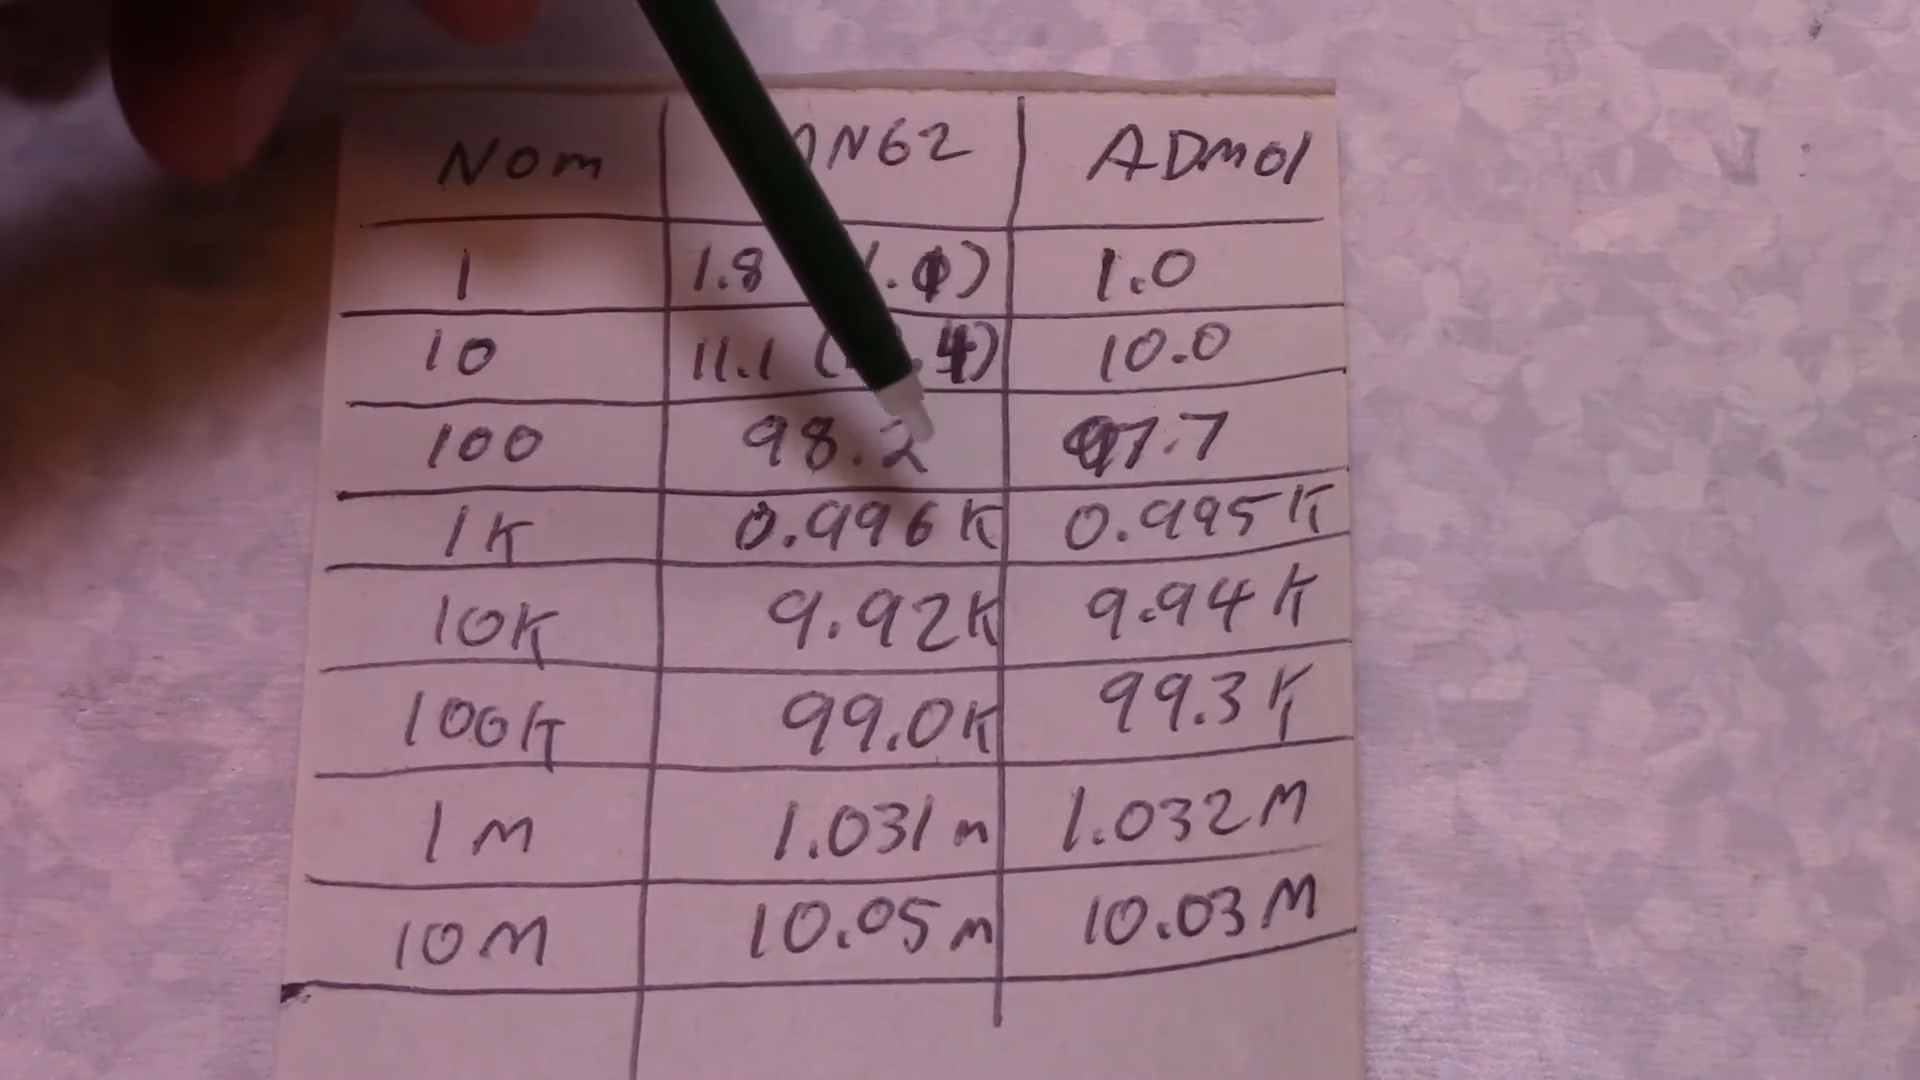 Nom N62 ADM01
1 1.8 1.0
10 11.1 10.0
100 98.2 97.7
1K 0.996K 0.995K
10K 9.92K 9.94K
100K 99.0K 99.3K
1M 1.031m 1.032M
10M 10.05m 10.03M